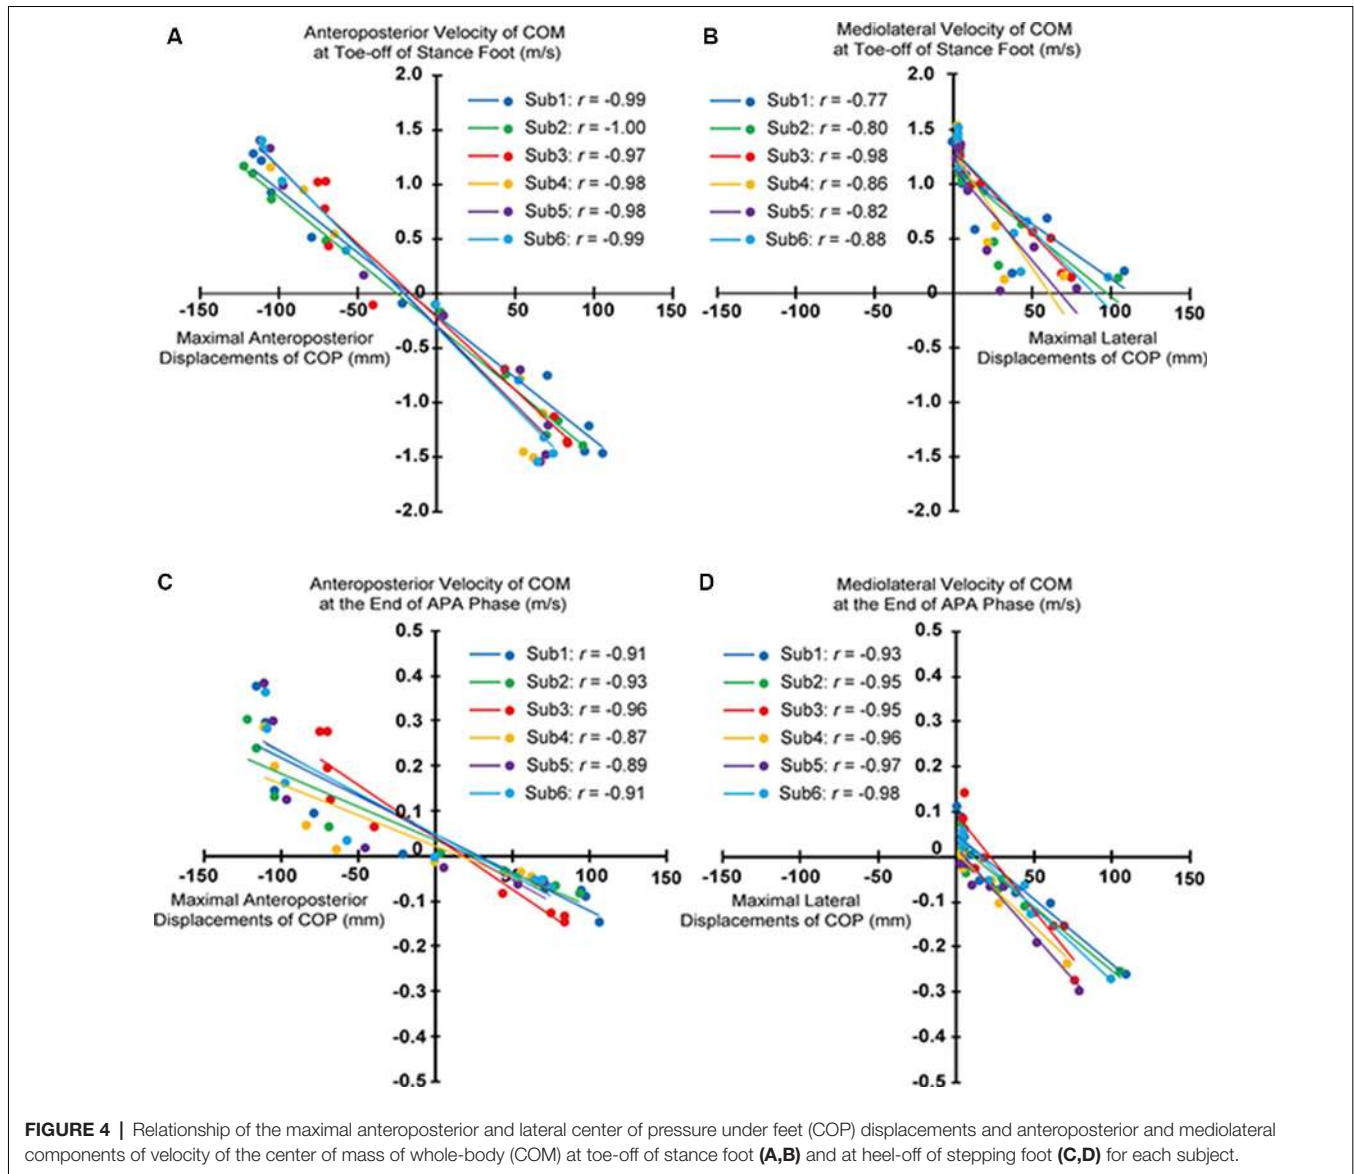 A
Anteroposterior Velocity of COM
at Toe-off of Stance Foot (m/s)
2.0
1.5
1.0
0.5
0
-0.5
-1.0
-1.5
-2.0
-150
-100
-50
50
100
150
Sub1: r = -0.99
Sub2: r = -1.00
Sub3: r = -0.97
Sub4: r = -0.98
Sub5: r = -0.98
Sub6: r = -0.99
Maximal Anteroposterior
Displacements of COP (mm)
B
Mediolateral Velocity of COM
at Toe-off of Stance Foot (m/s)
2.0
1.5
1.0
0.5
0
-0.5
-1.0
-1.5
-2.0
-150
-100
-50
50
100
150
Sub1: r = -0.77
Sub2: r = -0.80
Sub3: r = -0.98
Sub4: r = -0.86
Sub5: r = -0.82
Sub6: r = -0.88
Maximal Lateral
Displacements of COP (mm)
C
Anteroposterior Velocity of COM
at the End of APA Phase (m/s)
0.5
0.4
0.3
0.2
0.1
0
-0.1
-0.2
-0.3
-0.4
-0.5
-150
-100
-50
50
100
150
Sub1: r = -0.91
Sub2: r = -0.93
Sub3: r = -0.96
Sub4: r = -0.87
Sub5: r = -0.89
Sub6: r = -0.91
Maximal Anteroposterior
Displacements of COP (mm)
D
Mediolateral Velocity of COM
at the End of APA Phase (m/s)
0.5
0.4
0.3
0.2
0.1
0
-0.1
-0.2
-0.3
-0.4
-0.5
-150
-100
-50
50
100
150
Sub1: r = -0.93
Sub2: r = -0.95
Sub3: r = -0.95
Sub4: r = -0.96
Sub5: r = -0.97
Sub6: r = -0.98
Maximal Lateral
Displacements of COP (mm)
FIGURE 4 | Relationship of the maximal anteroposterior and lateral center of pressure under feet (COP) displacements and anteroposterior and mediolateral
components of velocity of the center of mass of whole-body (COM) at toe-off of stance foot (A,B) and at heel-off of stepping foot (C,D) for each subject.